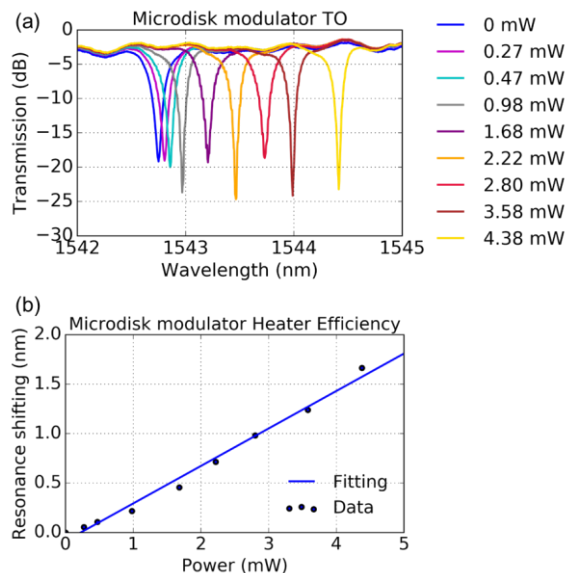 (a)
Microdisk modulator TO
Transmission (dB)
0
−5
−10
−15
−20
−25
−30
1542
1543
1544
1545
Wavelength (nm)
0 mW
0.27 mW
0.47 mW
0.98 mW
1.68 mW
2.22 mW
2.80 mW
3.58 mW
4.38 mW
(b)
Microdisk modulator Heater Efficiency
Resonance shifting (nm)
2.0
1.5
1.0
0.5
0.0
0
1
2
3
4
5
Power (mW)
Fitting
Data